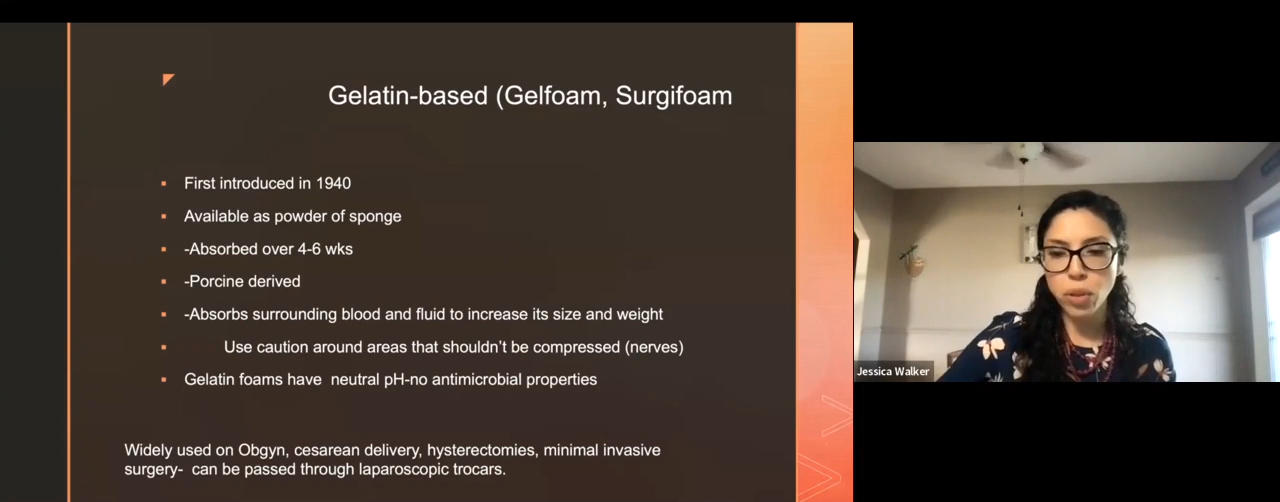 Gelatin-based (Gelfoam, Surgifoam
First introduced in 1940
Available as powder of sponge
-Absorbed over 4-6 wks
-Porcine derived
-Absorbs surrounding blood and fluid to increase its size and weight
Use caution around areas that shouldn't be compressed (nerves)
Gelatin foams have  neutral pH-no antimicrobial properties
Widely used on Obgyn, cesarean delivery, hysterectomies, minimal invasive
surgery-  can be passed through laparoscopic trocars.
Jessica Walker